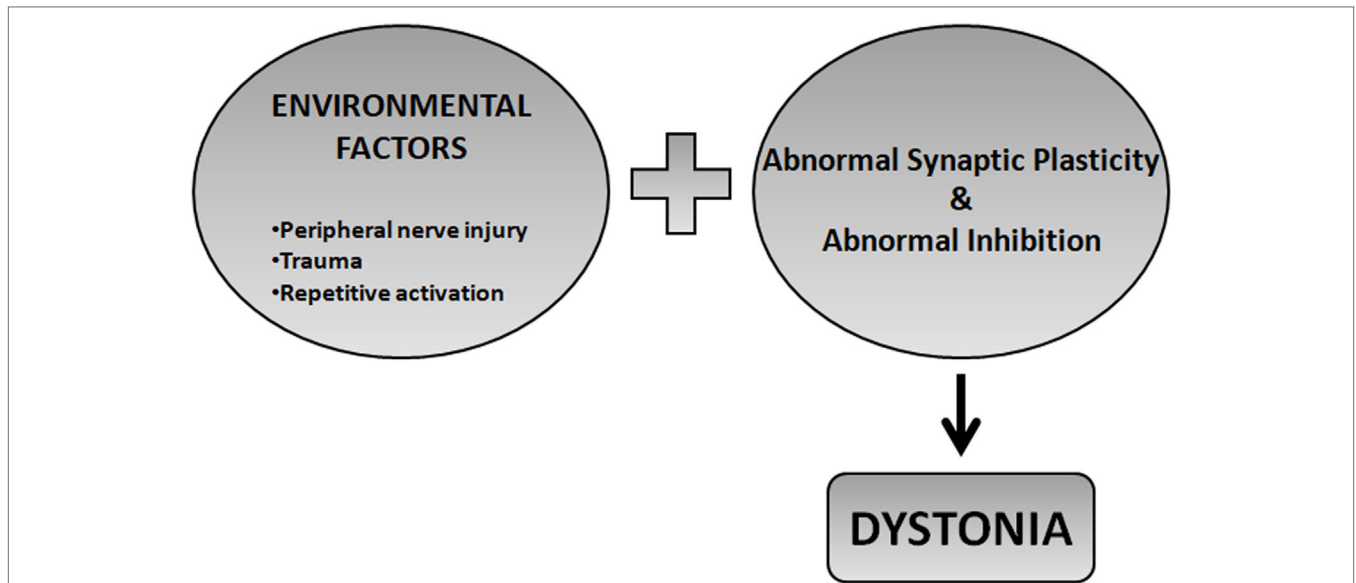 ENVIRONMENTAL
FACTORS
•Peripheral nerve injury
•Trauma
•Repetitive activation
Abnormal Synaptic Plasticity
&
Abnormal Inhibition
DYSTONIA